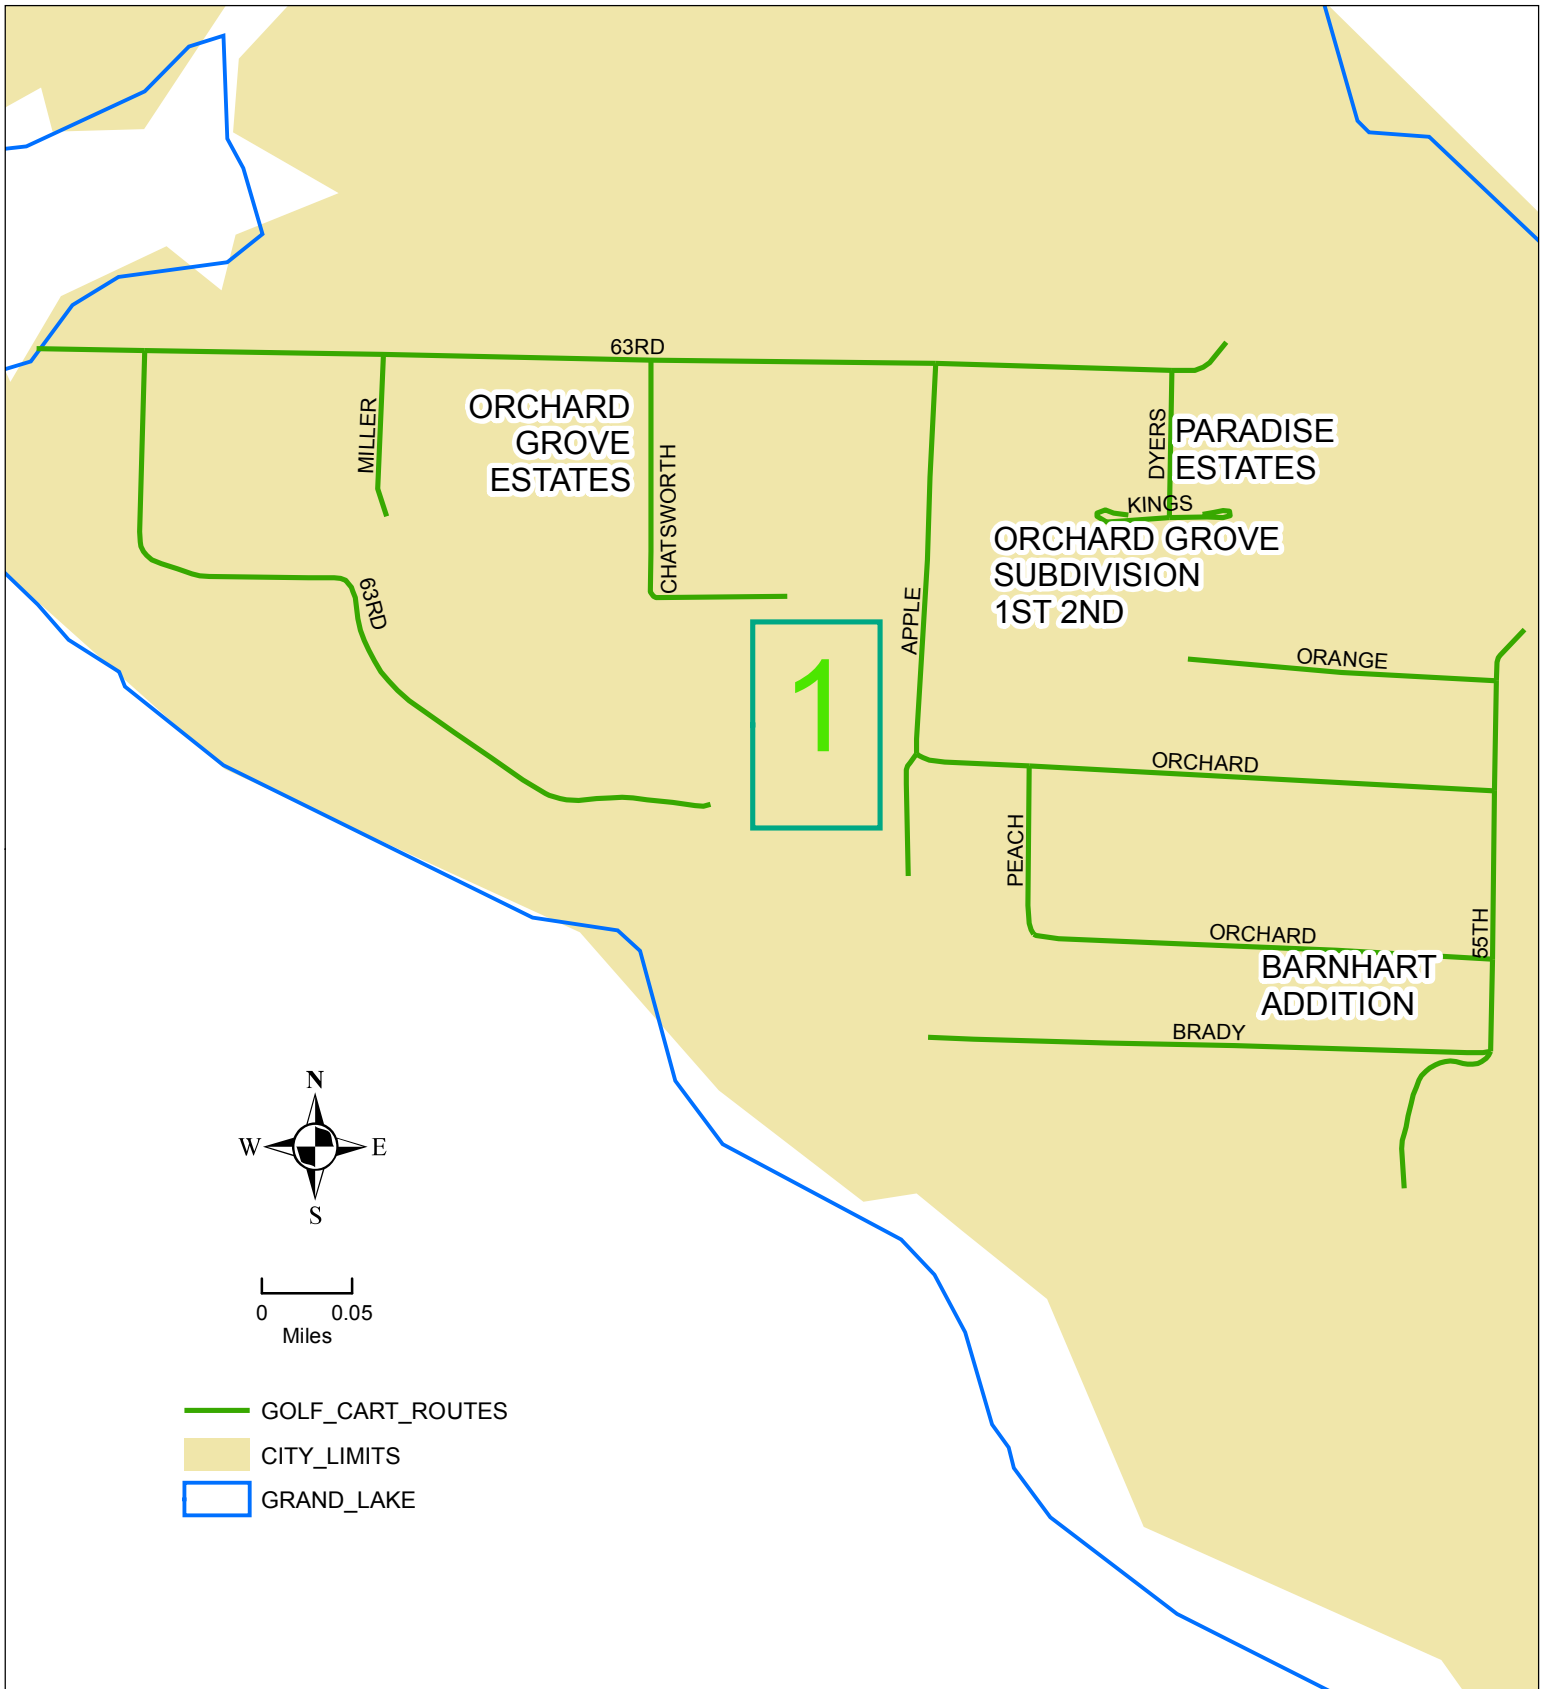 63RD
MILLER
ORCHARD
GROVE
ESTATES
CHATSWORTH
DYERS
PARADISE
ESTATES
KINGS
ORCHARD GROVE
SUBDIVISION
1ST 2ND
63RD
APPLE
1
ORANGE
ORCHARD
PEACH
ORCHARD
55TH
BARNHART
ADDITION
BRADY
N
W E
S
0 0.05
Miles
GOLF_CART_ROUTES
CITY_LIMITS
GRAND_LAKE